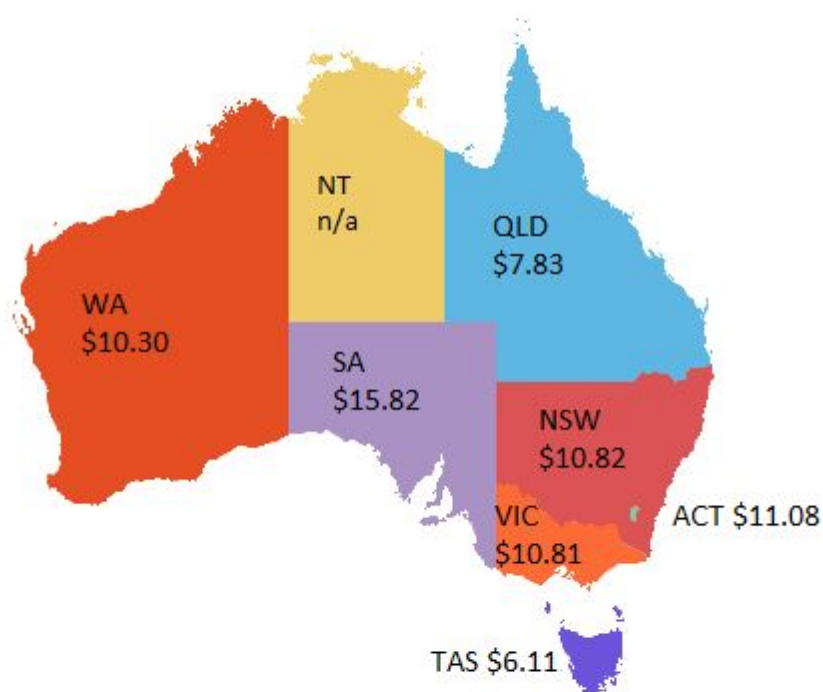 NT
n/a
QLD
$7.83
WA
$10.30
SA
$15.82
NSW
$10.82
VIC
$10.81
ACT $11.08
TAS $6.11